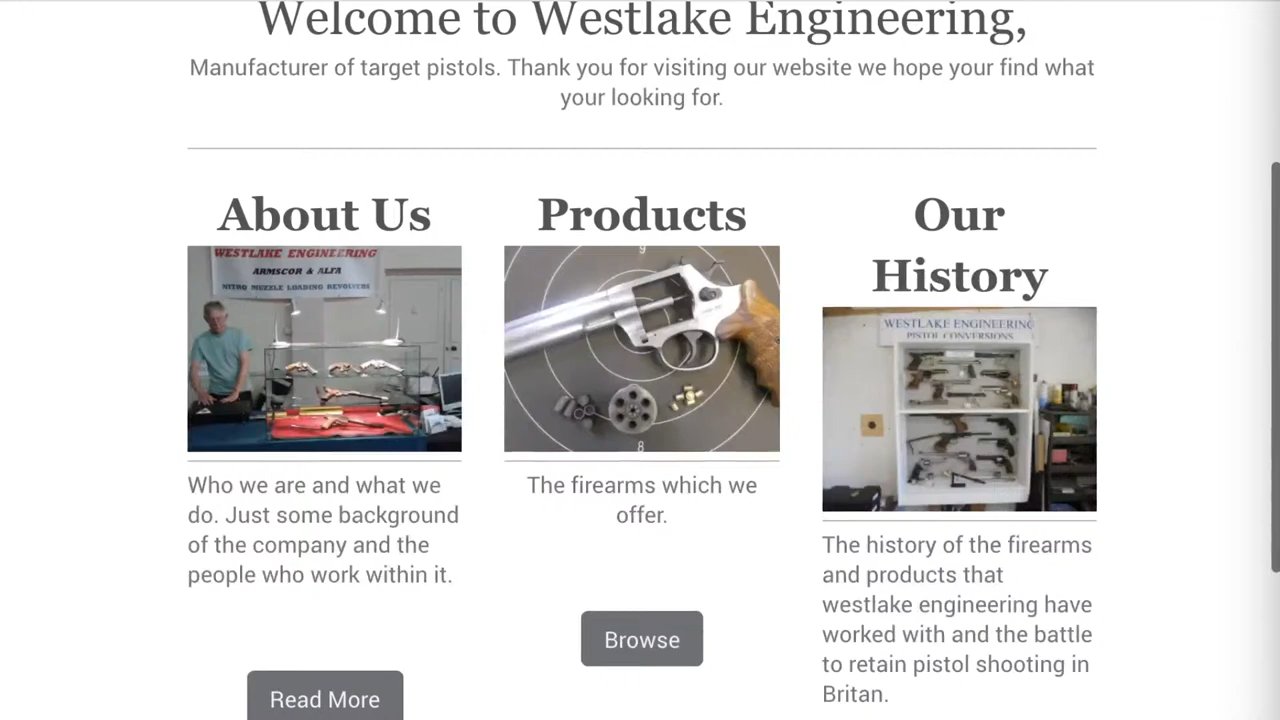 Welcome to Westlake Engineering,
Manufacturer of target pistols. Thank you for visiting our website we hope your find what
your looking for.
About Us
WESTLAKE ENGINEERING
ARMSCOR & ALFA
NITRO MUZZLE LOADING REVOLVERS
Who we are and what we
do. Just some background
of the company and the
people who work within it.
Read More
Products
9
8
The firearms which we
offer.
Browse
Our
History
WESTLAKE ENGINEERING
PISTOL CONVERSIONS
The history of the firearms
and products that
westlake engineering have
worked with and the battle
to retain pistol shooting in
Britan.